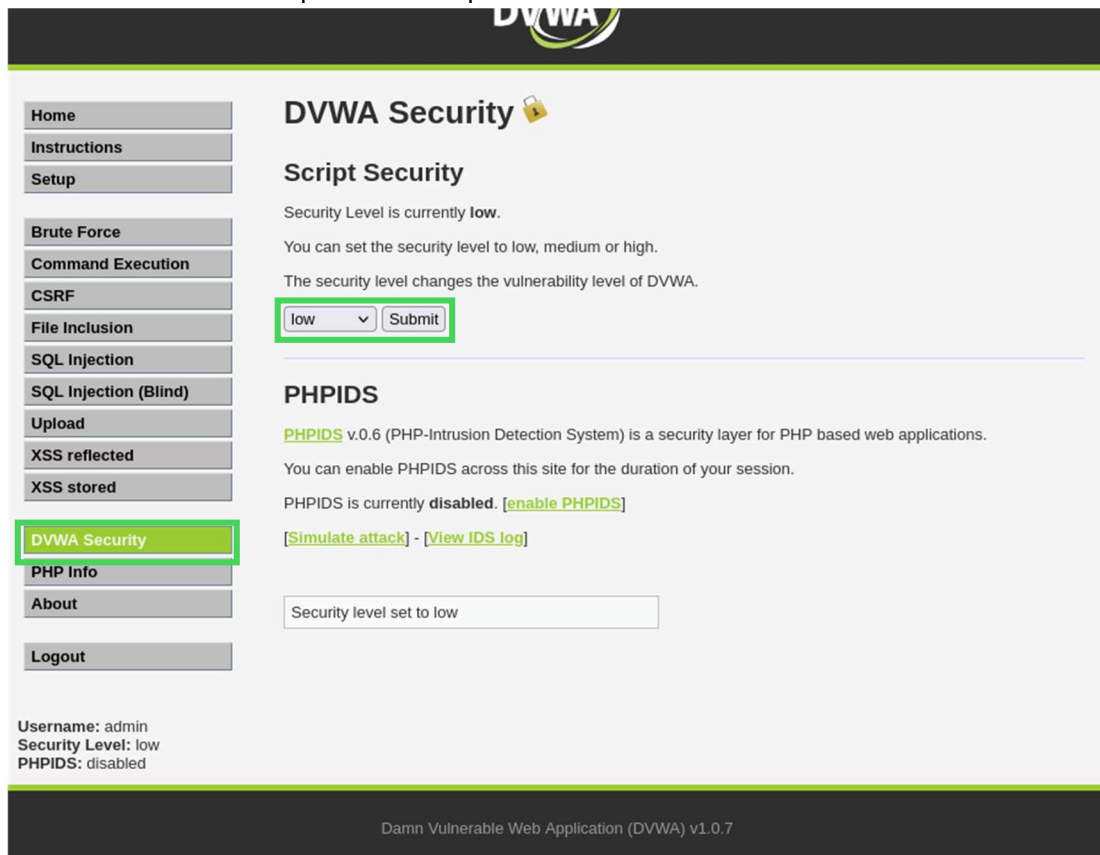 DVWA
Home
Instructions
Setup
Brute Force
Command Execution
CSRF
File Inclusion
SQL Injection
SQL Injection (Blind)
Upload
XSS reflected
XSS stored
DVWA Security
PHP Info
About
Logout
Username: admin
Security Level: low
PHPIDS: disabled
DVWA Security
Script Security
Security Level is currently low.
You can set the security level to low, medium or high.
The security level changes the vulnerability level of DVWA.
low Submit
PHPIDS
PHPIDS v.0.6 (PHP-Intrusion Detection System) is a security layer for PHP based web applications.
You can enable PHPIDS across this site for the duration of your session.
PHPIDS is currently disabled. [enable PHPIDS]
[Simulate attack] - [View IDS log]
Security level set to low
Damn Vulnerable Web Application (DVWA) v1.0.7